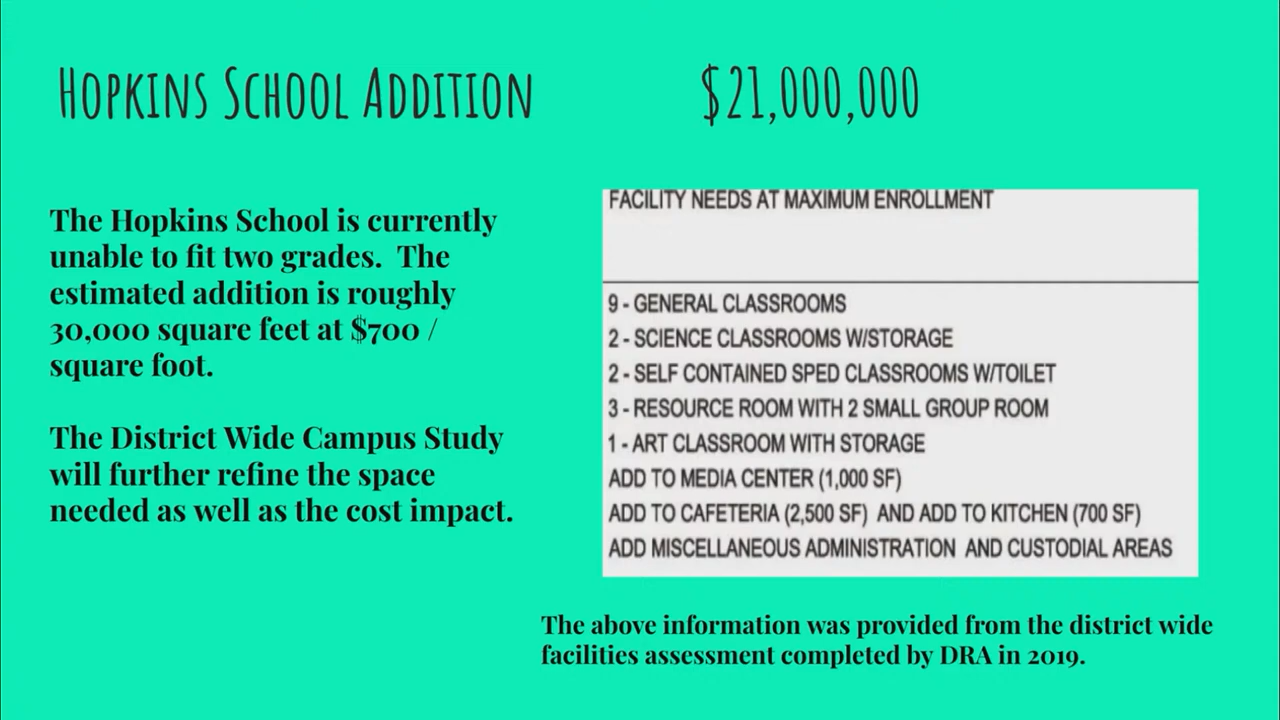 Hopkins School Addition
$21,000,000
The Hopkins School is currently
unable to fit two grades.  The
estimated addition is roughly
30,000 square feet at $700 /
square foot.
The District Wide Campus Study
will further refine the space
needed as well as the cost impact.
FACILITY NEEDS AT MAXIMUM ENROLLMENT
9 - GENERAL CLASSROOMS
2 - SCIENCE CLASSROOMS W/STORAGE
2 - SELF CONTAINED SPED CLASSROOMS W/TOILET
3 - RESOURCE ROOM WITH 2 SMALL GROUP ROOM
1 - ART CLASSROOM WITH STORAGE
ADD TO MEDIA CENTER (1,000 SF)
ADD TO CAFETERIA (2,500 SF)  AND ADD TO KITCHEN (700 SF)
ADD MISCELLANEOUS ADMINISTRATION  AND CUSTODIAL AREAS
The above information was provided from the district wide
facilities assessment completed by DRA in 2019.